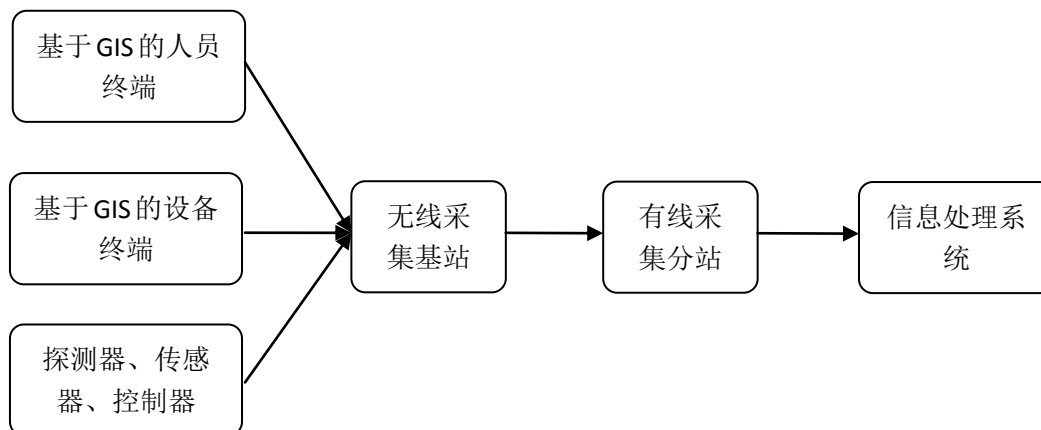 基于GIS的人员
终端
基于GIS的设备
终端
探测器、传感
器、控制器
无线采
集基站
有线采
集分站
信息处理系
统